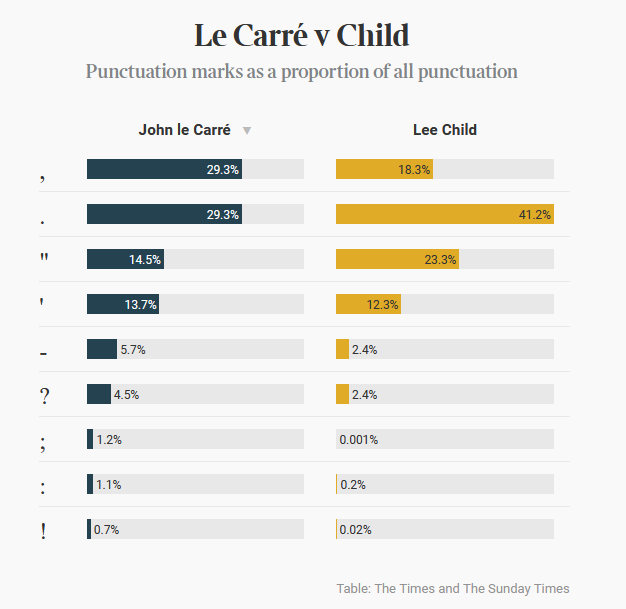 Le Carré v Child
Punctuation marks as a proportion of all punctuation
John le Carré ▼ Lee Child
, 29.3% 18.3%
. 29.3% 41.2%
" 14.5% 23.3%
' 13.7% 12.3%
- 5.7% 2.4%
? 4.5% 2.4%
; 1.2% 0.001%
: 1.1% 0.2%
! 0.7% 0.02%
Table: The Times and The Sunday Times